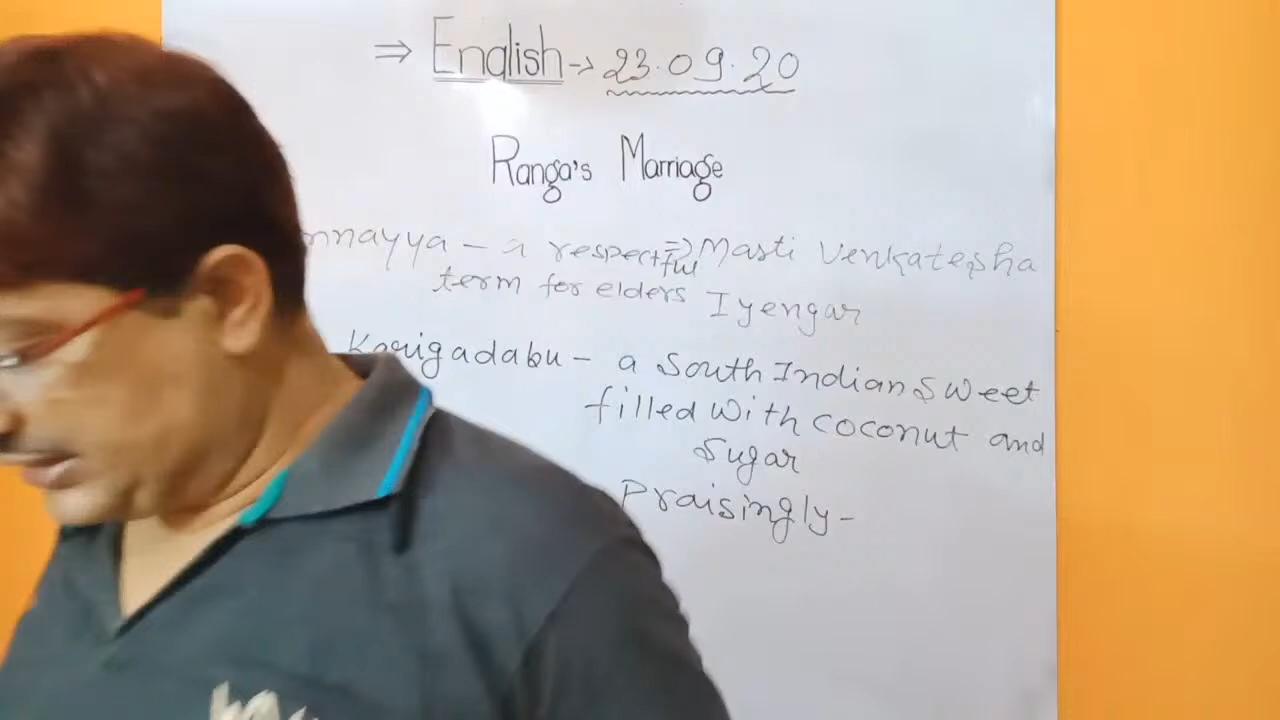 ⇒ English → 23.09.20
Ranga's Marriage
nnayya - a respectful ⇒ Masti Venkatesha
term for elders Iyengar
Karigadabu - a South Indian Sweet
filled with coconut and
Sugar
Praisingly -